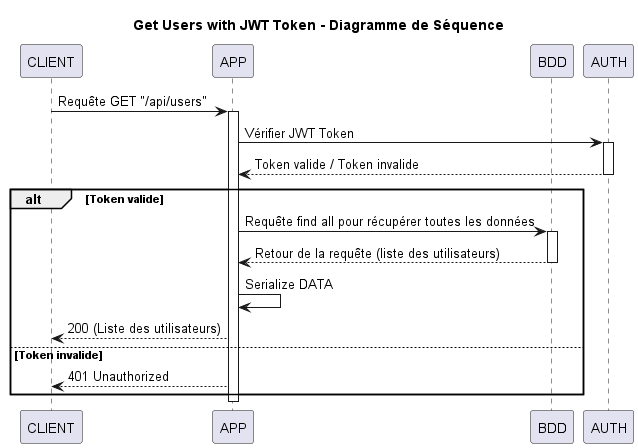 Get Users with JWT Token - Diagramme de Séquence
CLIENT APP BDD AUTH
Requête GET "/api/users"
Vérifier JWT Token
Token valide / Token invalide
alt [Token valide]
Requête find all pour récupérer toutes les données
Retour de la requête (liste des utilisateurs)
Serialize DATA
200 (Liste des utilisateurs)
[Token invalide]
401 Unauthorized
CLIENT APP BDD AUTH